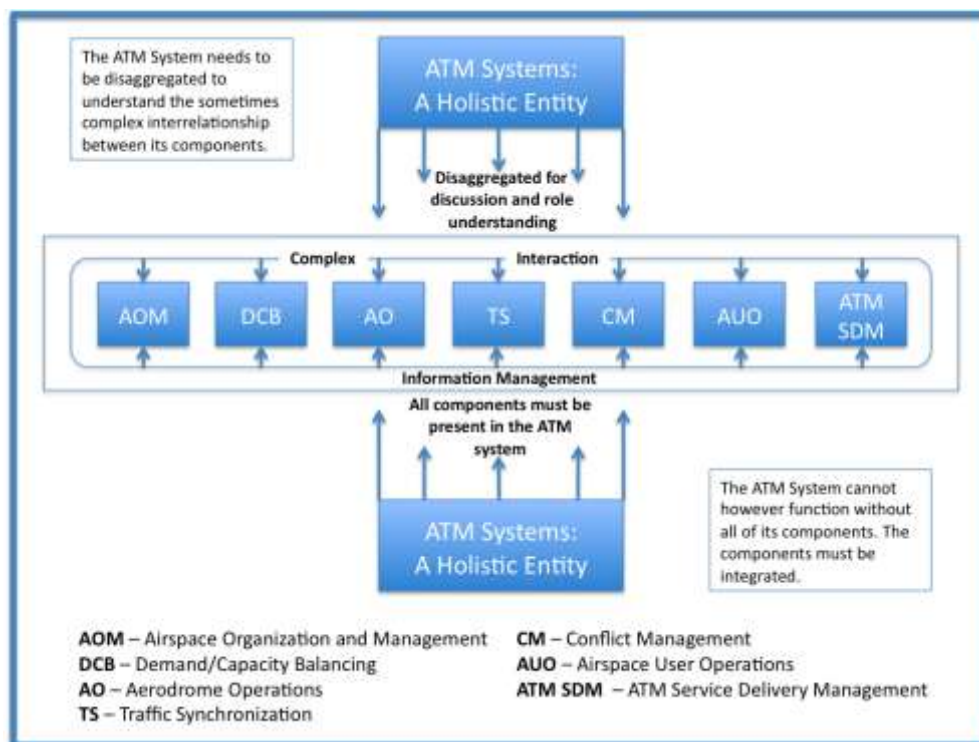 The ATM System needs to
be disaggregated to
understand the sometimes
complex interrelationship
between its components.
ATM Systems:
A Holistic Entity
Disaggregated for
discussion and role
understanding
Complex
Interaction
AOM
DCB
AO
TS
CM
AUO
ATM
SDM
Information Management
All components must be
present in the ATM
system
ATM Systems:
A Holistic Entity
The ATM System cannot
however function without
all of its components. The
components must be
integrated.
AOM – Airspace Organization and Management
DCB – Demand/Capacity Balancing
AO – Aerodrome Operations
TS – Traffic Synchronization
CM – Conflict Management
AUO – Airspace User Operations
ATM SDM – ATM Service Delivery Management